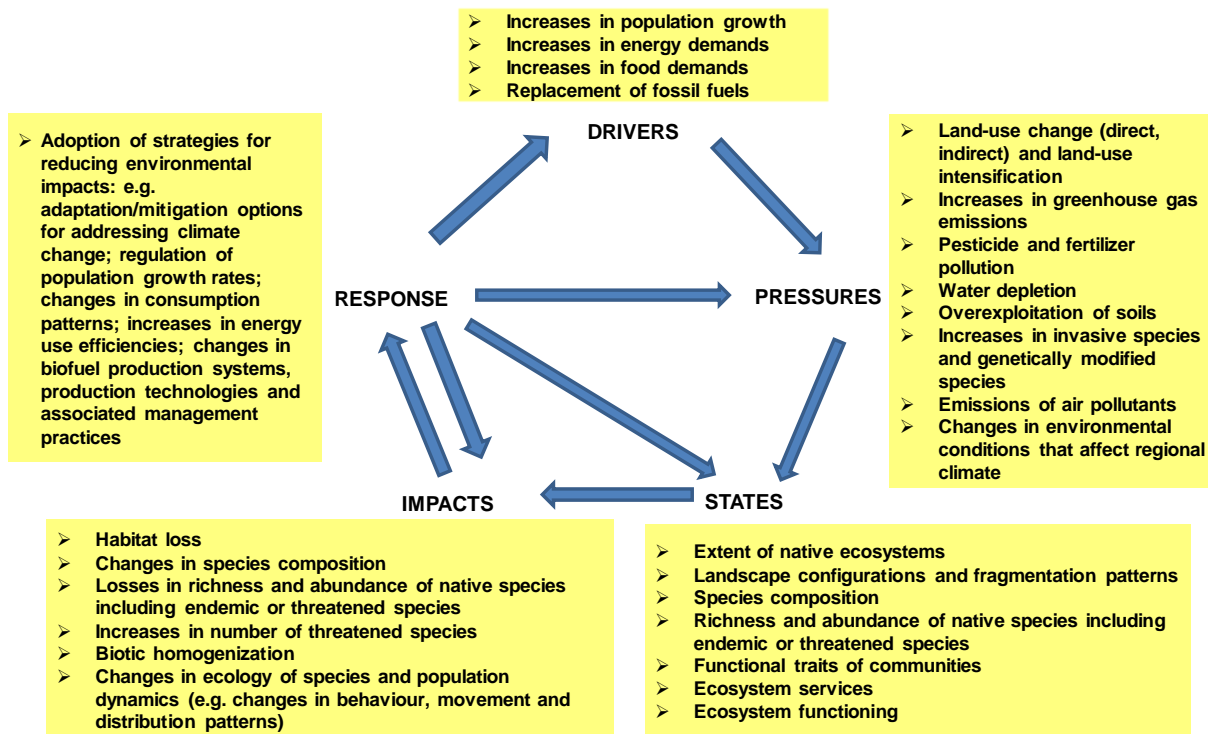 ➢ Increases in population growth
➢ Increases in energy demands
➢ Increases in food demands
➢ Replacement of fossil fuels
DRIVERS
➢ Adoption of strategies for
reducing environmental
impacts: e.g.
adaptation/mitigation options
for addressing climate
change; regulation of
population growth rates;
changes in consumption
patterns; increases in energy
use efficiencies; changes in
biofuel production systems,
production technologies and
associated management
practices
RESPONSE
PRESSURES
➢ Land-use change (direct,
indirect) and land-use
intensification
➢ Increases in greenhouse gas
emissions
➢ Pesticide and fertilizer
pollution
➢ Water depletion
➢ Overexploitation of soils
➢ Increases in invasive species
and genetically modified
species
➢ Emissions of air pollutants
➢ Changes in environmental
conditions that affect regional
climate
IMPACTS
STATES
➢ Habitat loss
➢ Changes in species composition
➢ Losses in richness and abundance of native species
including endemic or threatened species
➢ Increases in number of threatened species
➢ Biotic homogenization
➢ Changes in ecology of species and population
dynamics (e.g. changes in behaviour, movement and
distribution patterns)
➢ Extent of native ecosystems
➢ Landscape configurations and fragmentation patterns
➢ Species composition
➢ Richness and abundance of native species including
endemic or threatened species
➢ Functional traits of communities
➢ Ecosystem services
➢ Ecosystem functioning